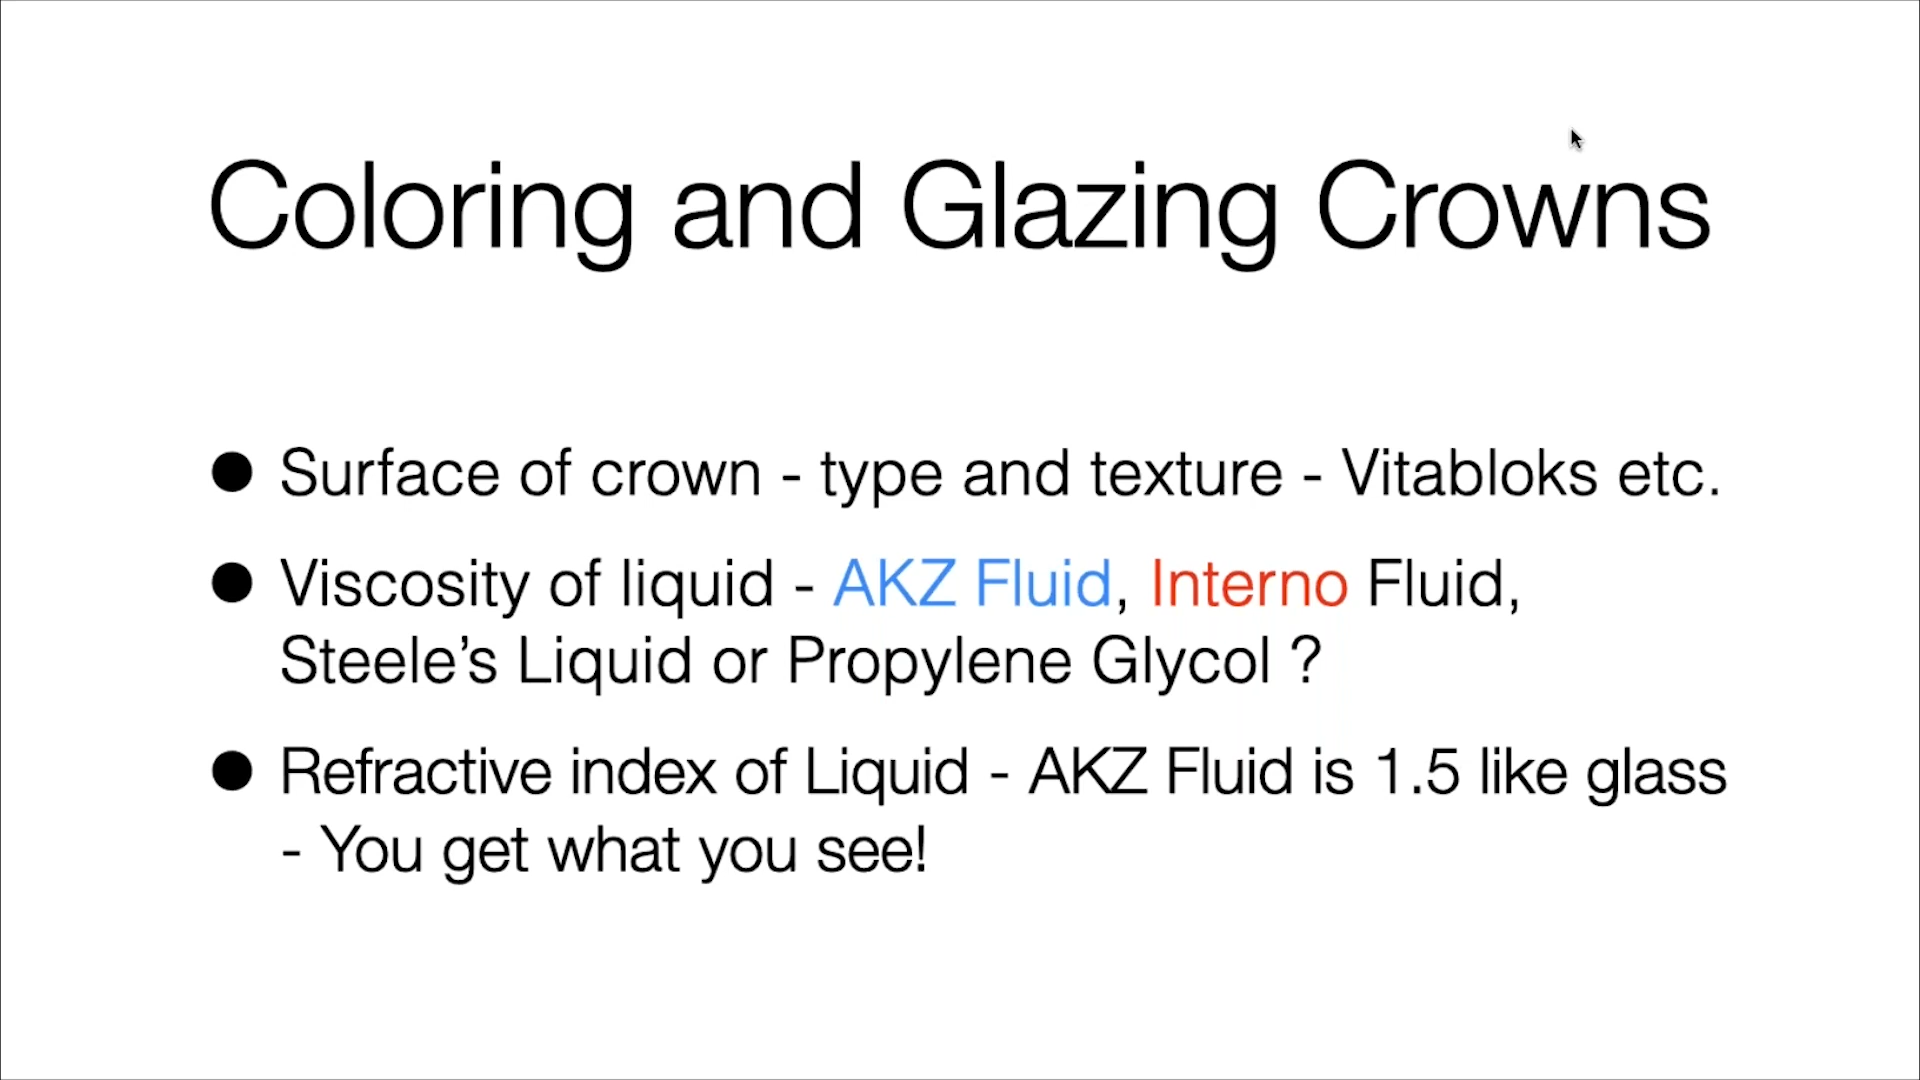 Coloring and Glazing Crowns
● Surface of crown - type and texture - Vitabloks etc.
● Viscosity of liquid - AKZ Fluid, Interno Fluid,
Steele’s Liquid or Propylene Glycol ?
● Refractive index of Liquid - AKZ Fluid is 1.5 like glass
- You get what you see!